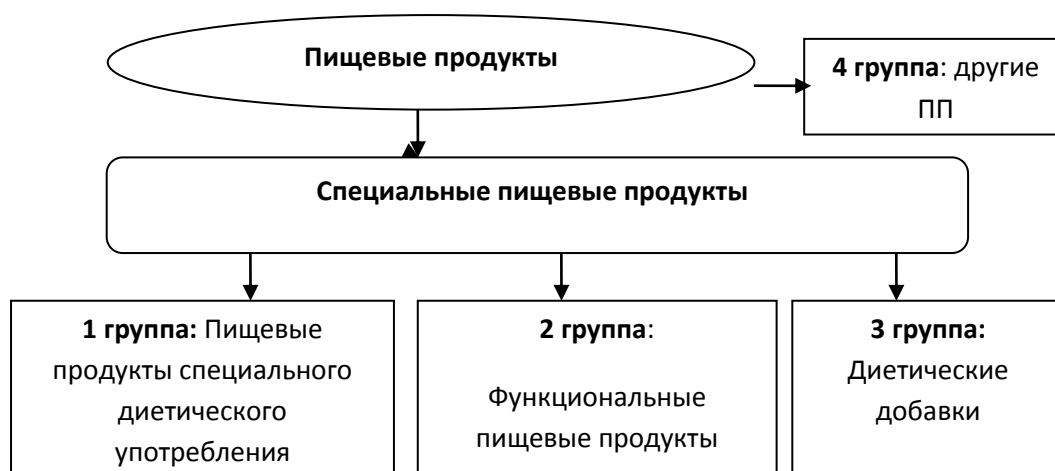 Пищевые продукты
4 группа: другие
ПП
Специальные пищевые продукты
1 группа: Пищевые
продукты специального
диетического
употребления
2 группа:
Функциональные
пищевые продукты
3 группа:
Диетические
добавки